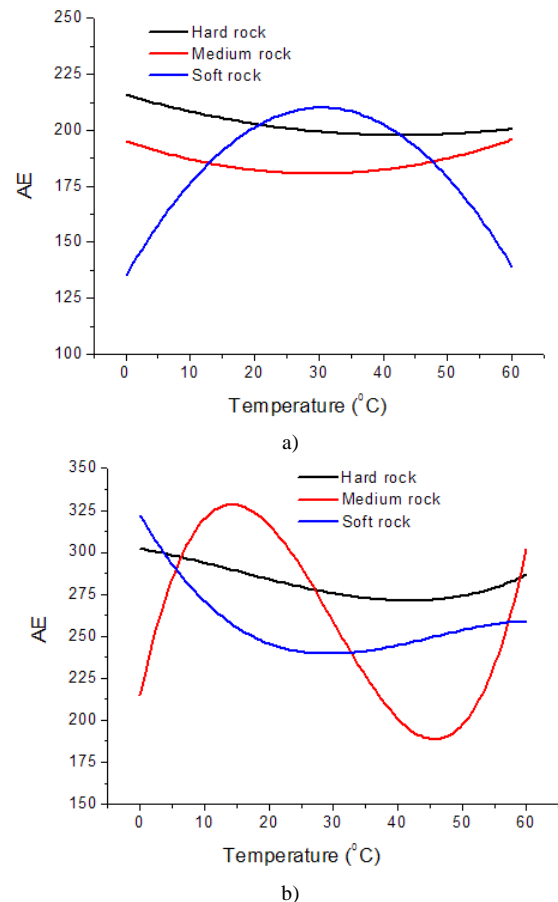 250
225
200
175
150
125
100
AE
Hard rock
Medium rock
Soft rock
0 10 20 30 40 50 60
Temperature (⁰C)
a)
350
325
300
275
250
225
200
175
150
AE
Hard rock
Medium rock
Soft rock
0 10 20 30 40 50 60
Temperature (⁰C)
b)